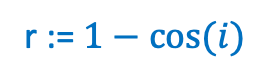 r := 1 − cos(i)